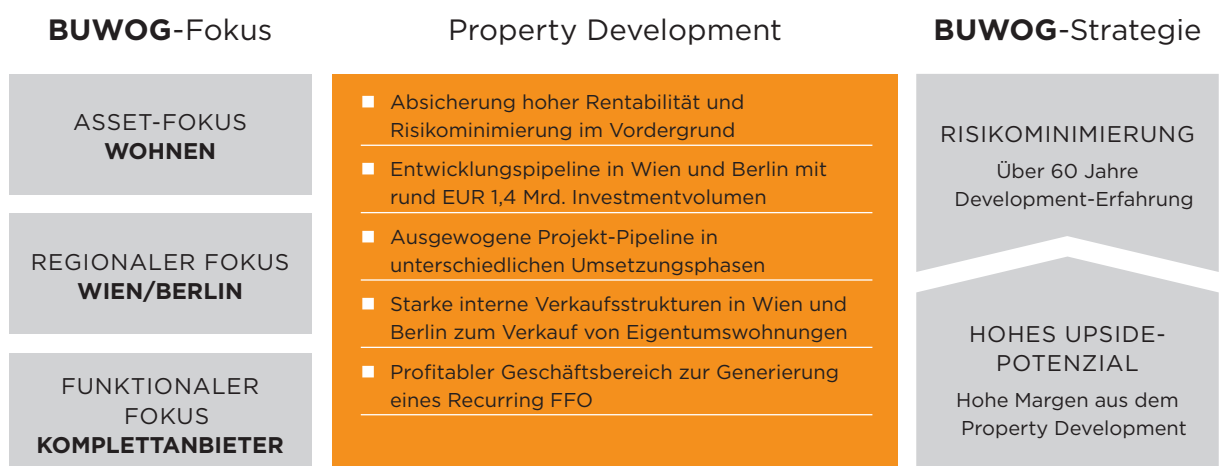 BUWOG-Fokus
ASSET-FOKUS
WOHNEN
REGIONALER FOKUS
WIEN/BERLIN
FUNKTIONALER
FOKUS
KOMPLETTANBIETER
Property Development
Absicherung hoher Rentabilität und
Risikominimierung im Vordergrund
Entwicklungspipeline in Wien und Berlin mit
rund EUR 1,4 Mrd. Investmentvolumen
Ausgewogene Projekt-Pipeline in
unterschiedlichen Umsetzungsphasen
Starke interne Verkaufsstrukturen in Wien und
Berlin zum Verkauf von Eigentumswohnungen
Profitabler Geschäftsbereich zur Generierung
eines Recurring FFO
BUWOG-Strategie
RISIKOMINIMIERUNG
Über 60 Jahre
Development-Erfahrung
HOHES UPSIDE-
POTENZIAL
Hohe Margen aus dem
Property Development